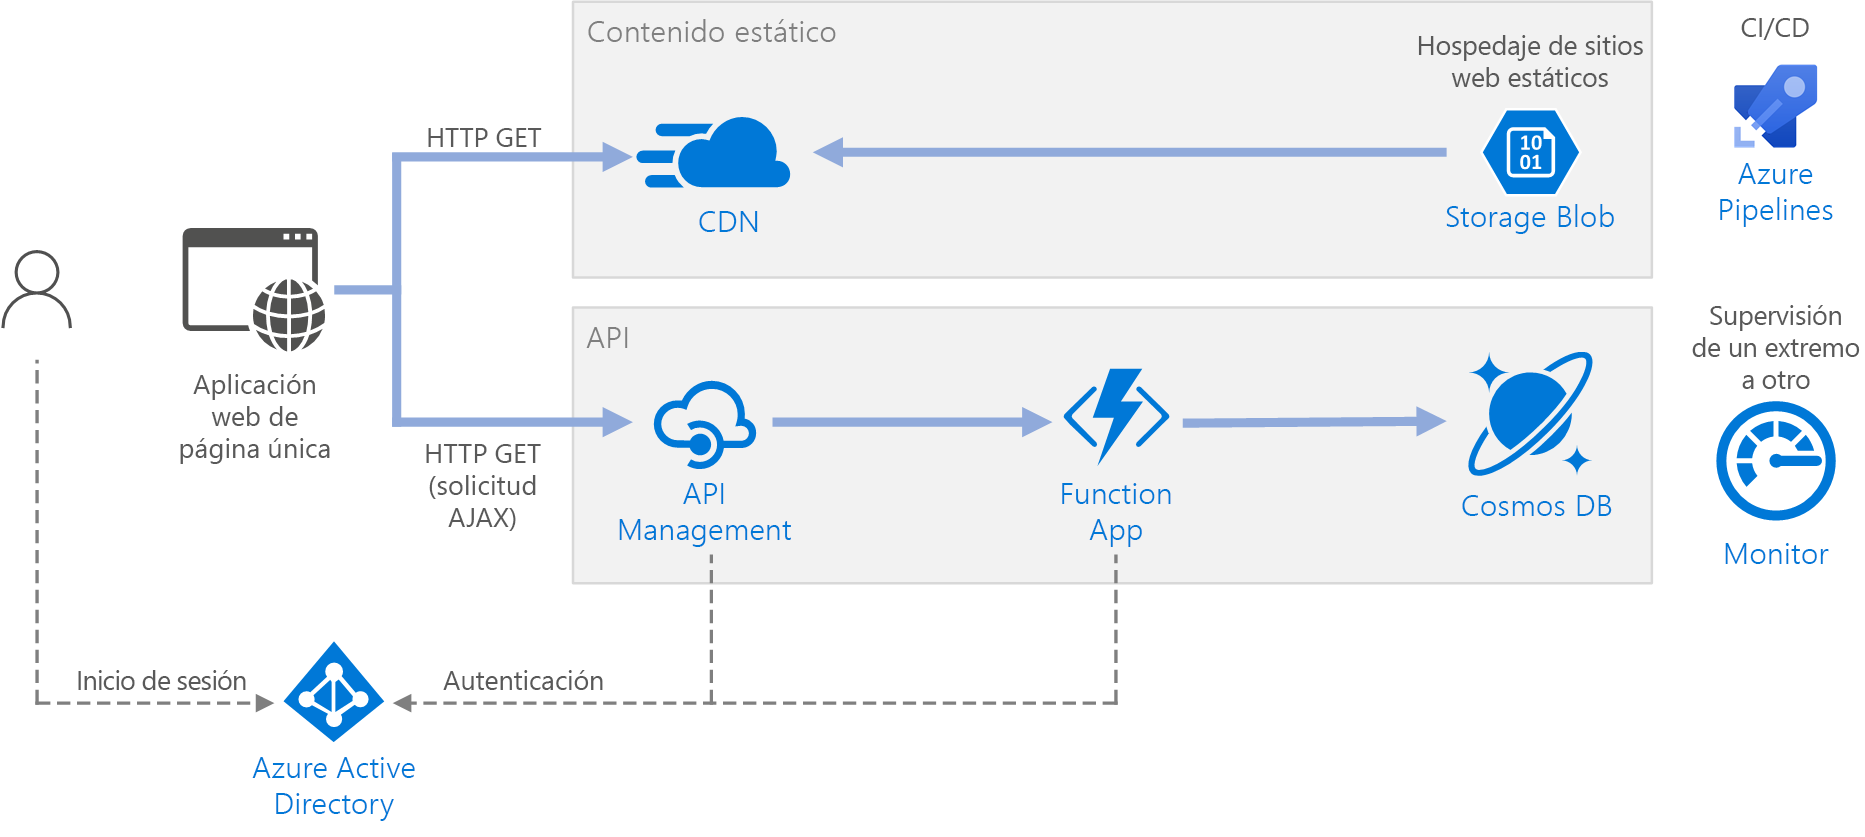 Contenido estático
Hospedaje de sitios
web estáticos
CI/CD
HTTP GET
10
01
CDN
Storage Blob
Azure
Pipelines
Aplicación
web de
página única
API
Supervisión
de un extremo
a otro
HTTP GET
(solicitud
AJAX)
API
Management
Function
App
Cosmos DB
Monitor
Inicio de sesión
Autenticación
Azure Active
Directory